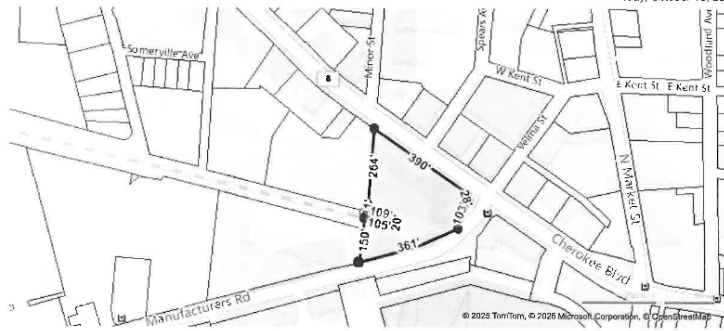 Somerville Ave
8
Minor St
Spears Av
Woodland Ave
W Kent St
E Kent St E Kent St
Velma St
N Market St
264'
390'
28'
103'
109'
105'
20'
150'
361'
Cherokee Blvd
Manufacturers Rd
© 2025 TomTom, © 2026 Microsoft Corporation, © OpenStreetMap